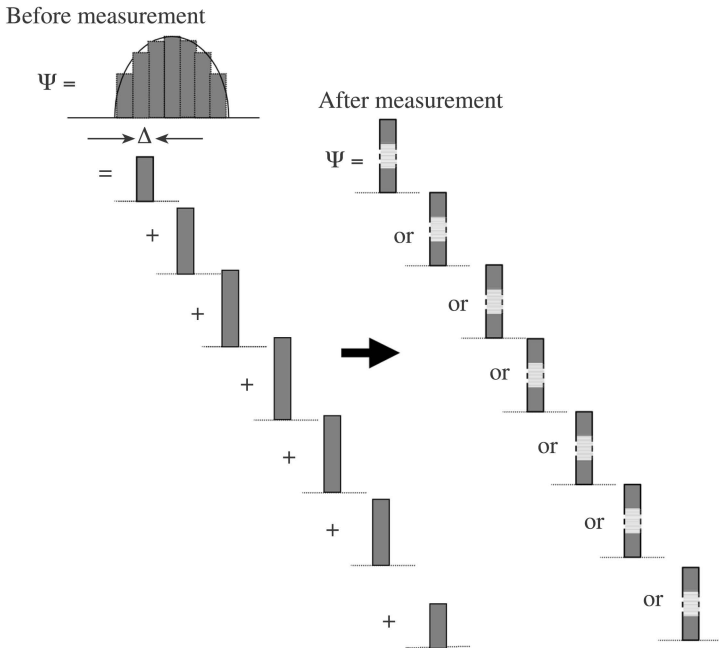 Before measurement
Ψ =
Δ
=
+
+
+
+
+
+
After measurement
Ψ =
or
or
or
or
or
or